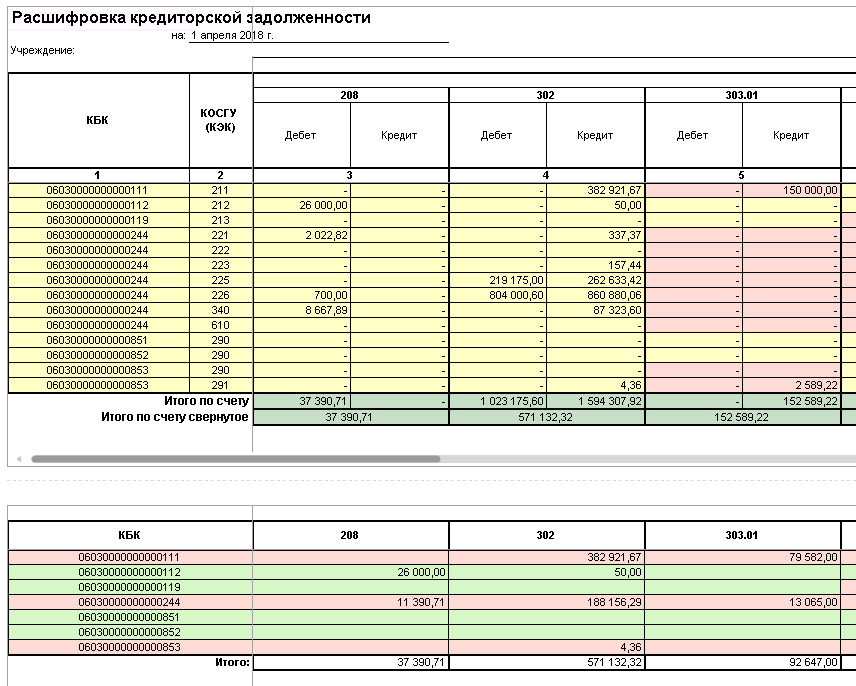 Расшифровка кредиторской задолженности
на: 1 апреля 2018 г.
Учреждение:
КБК КОСГУ (КЭК) 208 302 303.01
Дебет Кредит Дебет Кредит Дебет Кредит
1 2 3 4 5
06030000000000111 211 - - - 382 921,67 - 150 000,00
06030000000000112 212 26 000,00 - - 50,00 - -
06030000000000119 213 - - - - - -
06030000000000244 221 2 022,82 - - 337,37 - -
06030000000000244 222 - - - - - -
06030000000000244 223 - - - 157,44 - -
06030000000000244 225 - - 219 175,00 262 633,42 - -
06030000000000244 226 700,00 - 804 000,60 860 880,06 - -
06030000000000244 340 8 667,89 - - 87 323,60 - -
06030000000000244 610 - - - - - -
06030000000000851 290 - - - - - -
06030000000000852 290 - - - - - -
06030000000000853 290 - - - - - -
06030000000000853 291 - - - 4,36 - 2 589,22
Итого по счету 37 390,71 - 1 023 175,60 1 594 307,92 - 152 589,22
Итого по счету свернутое 37 390,71 571 132,32 152 589,22
КБК 208 302 303.01
06030000000000111 382 921,67 79 582,00
06030000000000112 26 000,00 50,00
06030000000000119
06030000000000244 11 390,71 188 156,29 13 065,00
06030000000000851
06030000000000852
06030000000000853 4,36
Итого: 37 390,71 571 132,32 92 647,00